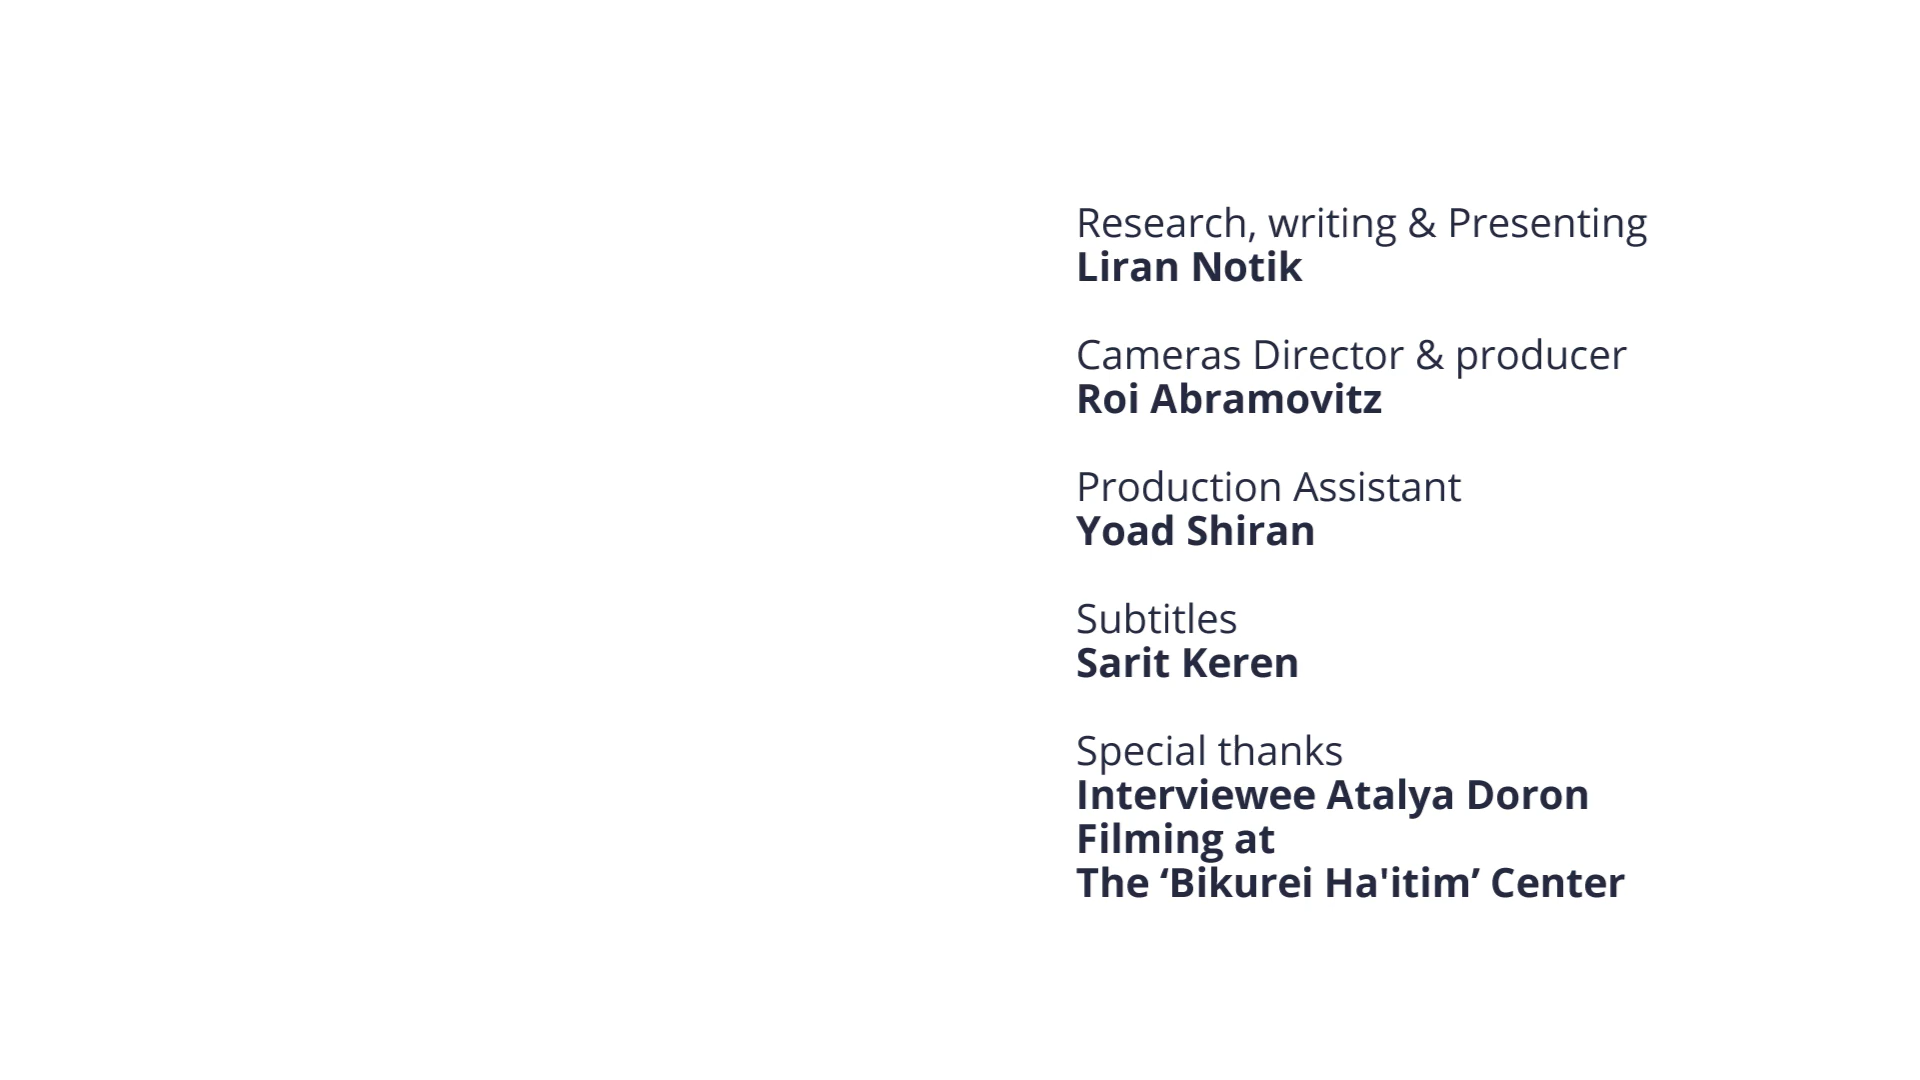 Research, writing & Presenting
Liran Notik
Cameras Director & producer
Roi Abramovitz
Production Assistant
Yoad Shiran
Subtitles
Sarit Keren
Special thanks
Interviewee Atalya Doron
Filming at
The ‘Bikurei Ha'itim’ Center